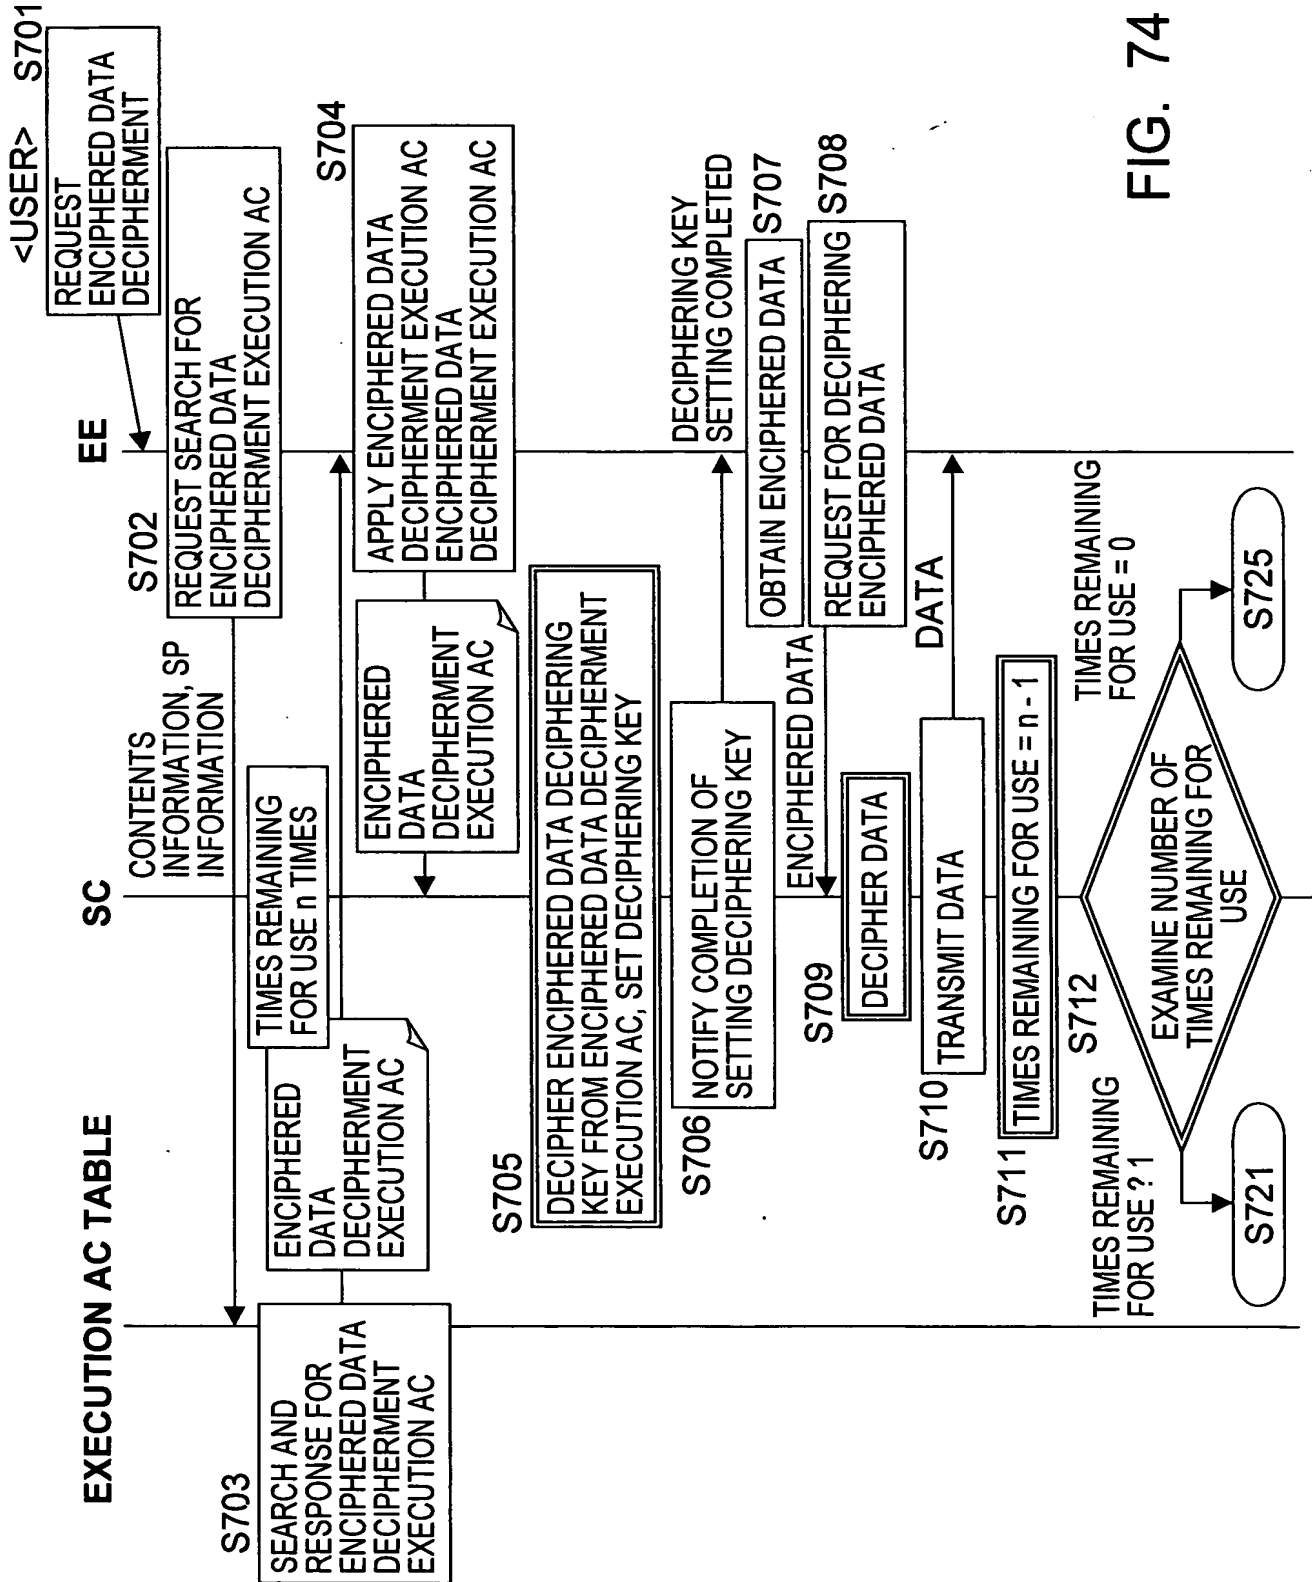 EXECUTION AC TABLE
SC
EE
<USER>
S701
REQUEST
ENCIPHERED DATA
DECIPHERMENT
S702
REQUEST SEARCH FOR
ENCIPHERED DATA
DECIPHERMENT EXECUTION AC
CONTENTS
INFORMATION, SP
INFORMATION
S703
SEARCH AND
RESPONSE FOR
ENCIPHERED DATA
DECIPHERMENT
EXECUTION AC
TIMES REMAINING
FOR USE n TIMES
ENCIPHERED
DATA
DECIPHERMENT
EXECUTION AC
S704
APPLY ENCIPHERED DATA
DECIPHERMENT EXECUTION AC
ENCIPHERED DATA
DECIPHERMENT EXECUTION AC
ENCIPHERED
DATA
DECIPHERMENT
EXECUTION AC
S705
DECIPHER ENCIPHERED DATA DECIPHERING
KEY FROM ENCIPHERED DATA DECIPHERMENT
EXECUTION AC, SET DECIPHERING KEY
S706
NOTIFY COMPLETION OF
SETTING DECIPHERING KEY
DECIPHERING KEY
SETTING COMPLETED
OBTAIN ENCIPHERED DATA
S707
REQUEST FOR DECIPHERING
ENCIPHERED DATA
S708
ENCIPHERED DATA
S709
DECIPHER DATA
S710
TRANSMIT DATA
DATA
S711
TIMES REMAINING FOR USE = n - 1
S712
EXAMINE NUMBER OF
TIMES REMAINING FOR
USE
TIMES REMAINING
FOR USE ? 1
S721
TIMES REMAINING
FOR USE = 0
S725
FIG. 74